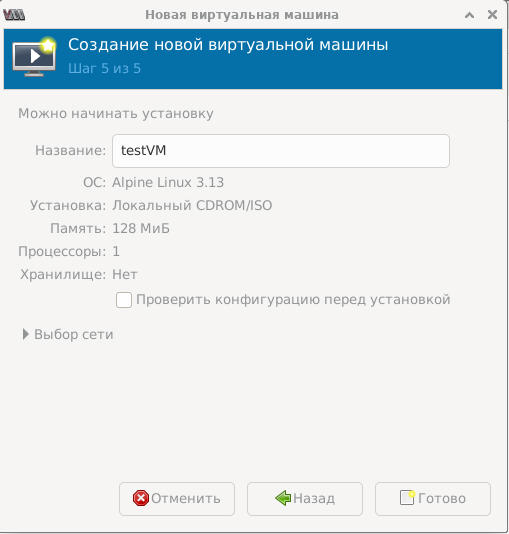 Новая виртуальная машина
Создание новой виртуальной машины
Шаг 5 из 5
Можно начинать установку
Название: testVM
ОС: Alpine Linux 3.13
Установка: Локальный CDROM/ISO
Память: 128 МиБ
Процессоры: 1
Хранилище: Нет
Проверить конфигурацию перед установкой
Выбор сети
Отменить Назад Готово